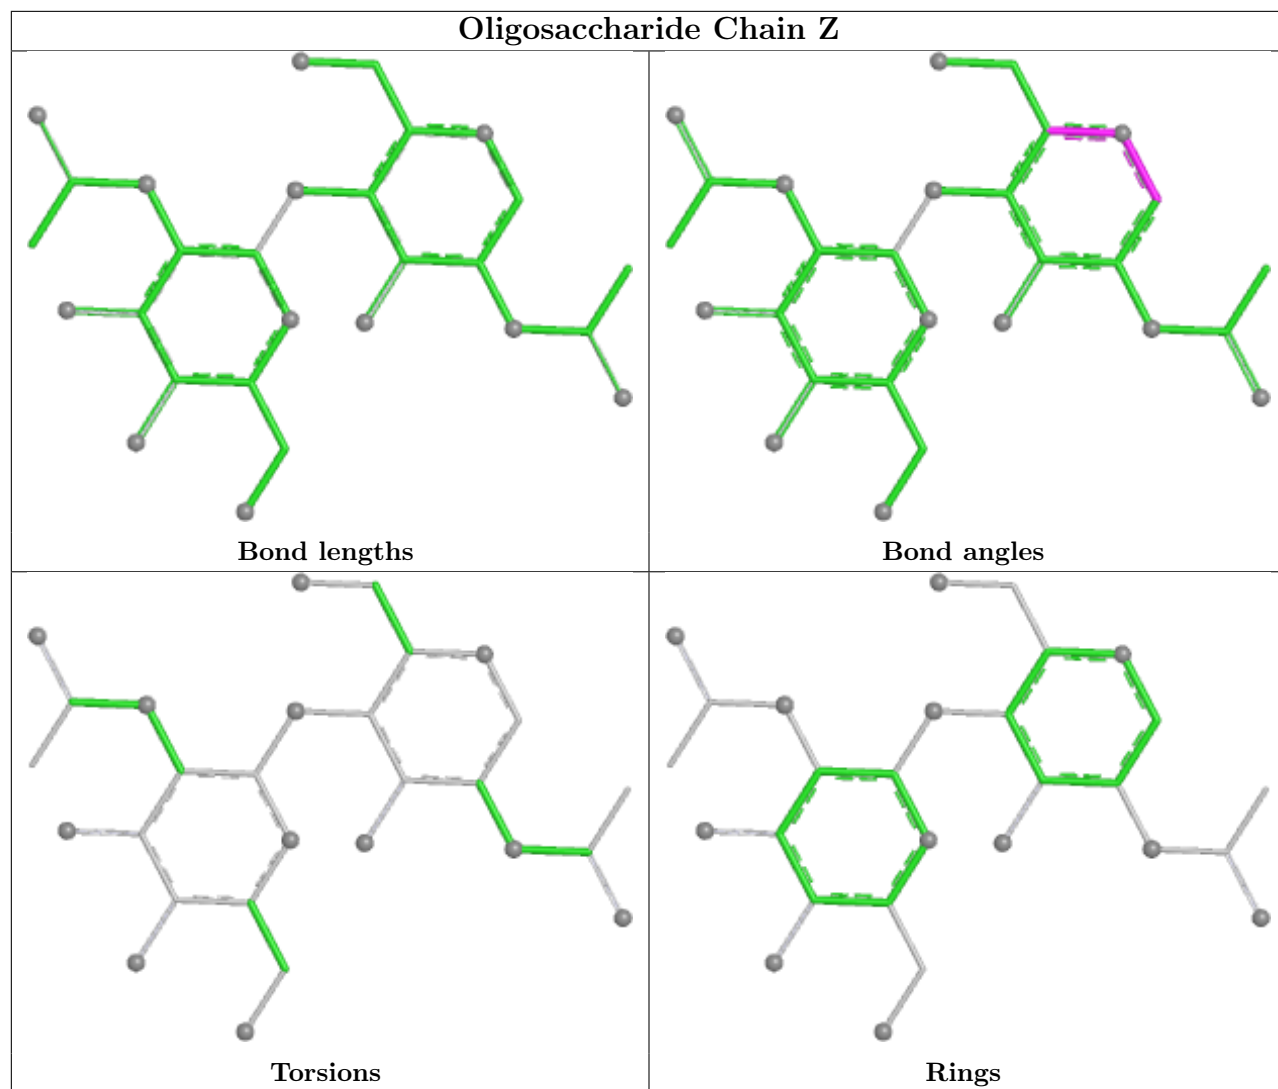 Oligosaccharide Chain Z
Bond lengths
Bond angles
Torsions
Rings